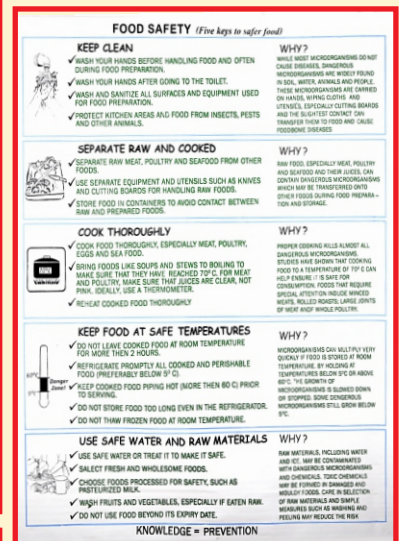 FOOD SAFETY (Five keys to safer food)
KEEP CLEAN
✓WASH YOUR HANDS BEFORE HANDLING FOOD AND OFTEN
DURING FOOD PREPARATION.
✓WASH YOUR HANDS AFTER GOING TO THE TOILET.
✓WASH AND SANITIZE ALL SURFACES AND EQUIPMENT USED
FOR FOOD PREPARATION.
✓PROTECT KITCHEN AREAS AND FOOD FROM INSECTS, PESTS
AND OTHER ANIMALS.
WHY?
WHILE MOST MICROORGANISMS DO NOT
CAUSE DISEASES, DANGEROUS
MICROORGANISMS ARE WIDELY FOUND
IN SOIL, WATER, ANIMALS AND PEOPLE.
THESE MICROORGANISMS ARE CARRIED
ON HANDS, WIPING CLOTHS AND
UTENSILS, ESPECIALLY CUTTING BOARDS
AND THE SLIGHTEST CONTACT CAN
TRANSFER THEM TO FOOD AND CAUSE
FOODBORNE DISEASES
SEPARATE RAW AND COOKED
✓SEPARATE RAW MEAT, POULTRY AND SEAFOOD FROM OTHER
FOODS.
✓USE SEPARATE EQUIPMENT AND UTENSILS SUCH AS KNIVES
AND CUTTING BOARDS FOR HANDLING RAW FOODS.
✓STORE FOOD IN CONTAINERS TO AVOID CONTACT BETWEEN
RAW AND PREPARED FOODS.
WHY?
RAW FOOD, ESPECIALLY MEAT, POULTRY
AND SEAFOOD AND THEIR JUICES, CAN
CONTAIN DANGEROUS MICROORGANISMS
WHICH MAY BE TRANSFERRED ONTO
OTHER FOODS DURING FOOD PREPARA-
TION AND STORAGE.
COOK THOROUGHLY
✓COOK FOOD THOROUGHLY, ESPECIALLY MEAT, POULTRY,
EGGS AND SEA FOOD.
✓BRING FOODS LIKE SOUPS AND STEWS TO BOILING TO
MAKE SURE THAT THEY HAVE REACHED 70°C, FOR MEAT
AND POULTRY, MAKE SURE THAT JUICES ARE CLEAR, NOT
PINK. IDEALLY, USE A THERMOMETER.
✓REHEAT COOKED FOOD THOROUGHLY
WHY?
PROPER COOKING KILLS ALMOST ALL
DANGEROUS MICROORGANISMS.
STUDIES HAVE SHOWN THAT COOKING
FOOD TO A TEMPERATURE OF 70°C CAN
HELP ENSURE IT IS SAFE FOR
CONSUMPTION. FOODS THAT REQUIRE
SPECIAL ATTENTION INCLUDE MINCED
MEATS, ROLLED ROASTS, LARGE JOINTS
OF MEAT AND WHOLE POULTRY.
KEEP FOOD AT SAFE TEMPERATURES
✓DO NOT LEAVE COOKED FOOD AT ROOM TEMPERATURE
FOR MORE THEN 2 HOURS.
✓REFRIGERATE PROMPTLY ALL COOKED AND PERISHABLE
FOOD (PREFERABLY BELOW 5° C).
✓KEEP COOKED FOOD PIPING HOT (MORE THEN 60 C) PRIOR
TO SERVING.
✓DO NOT STORE FOOD TOO LONG EVEN IN THE REFRIGERATOR.
✓DO NOT THAW FROZEN FOOD AT ROOM TEMPERATURE.
60°C
Danger
Zone!
5°C
WHY?
MICROORGANISMS CAN MULTIPLY VERY
QUICKLY IF FOOD IS STORED AT ROOM
TEMPERATURE. BY HOLDING AT
TEMPERATURES BELOW 5°C OR ABOVE
60°C. THE GROWTH OF
MICROORGANISMS IS SLOWED DOWN
OR STOPPED. SOME DANGEROUS
MICROORGANISMS STILL GROW BELOW
5°C.
USE SAFE WATER AND RAW MATERIALS
✓USE SAFE WATER OR TREAT IT TO MAKE IT SAFE.
✓SALECT FRESH AND WHOLESOME FOODS.
✓CHOOSE FOODS PROCESSED FOR SAFETY, SUCH AS
PASTEURIZED MILK.
✓WASH FRUITS AND VEGETABLES, ESPECIALLY IF EATEN RAW.
✓DO NOT USE FOOD BEYOND ITS EXPIRY DATE.
WHY?
RAW MATERIALS, INCLUDING WATER
AND ICE, MAY BE CONTAMINATED
WITH DANGEROUS MICROORGANISMS
AND CHEMICALS. TOXIC CHEMICALS
MAY BE FORMED IN DAMAGED AND
MOULDY FOODS. CARE IN SELECTION
OF RAW MATERIALS AND SIMPLE
MEASURES SUCH AS WASHING AND
PEELING MAY REDUCE THE RISK.
KNOWLEDGE = PREVENTION